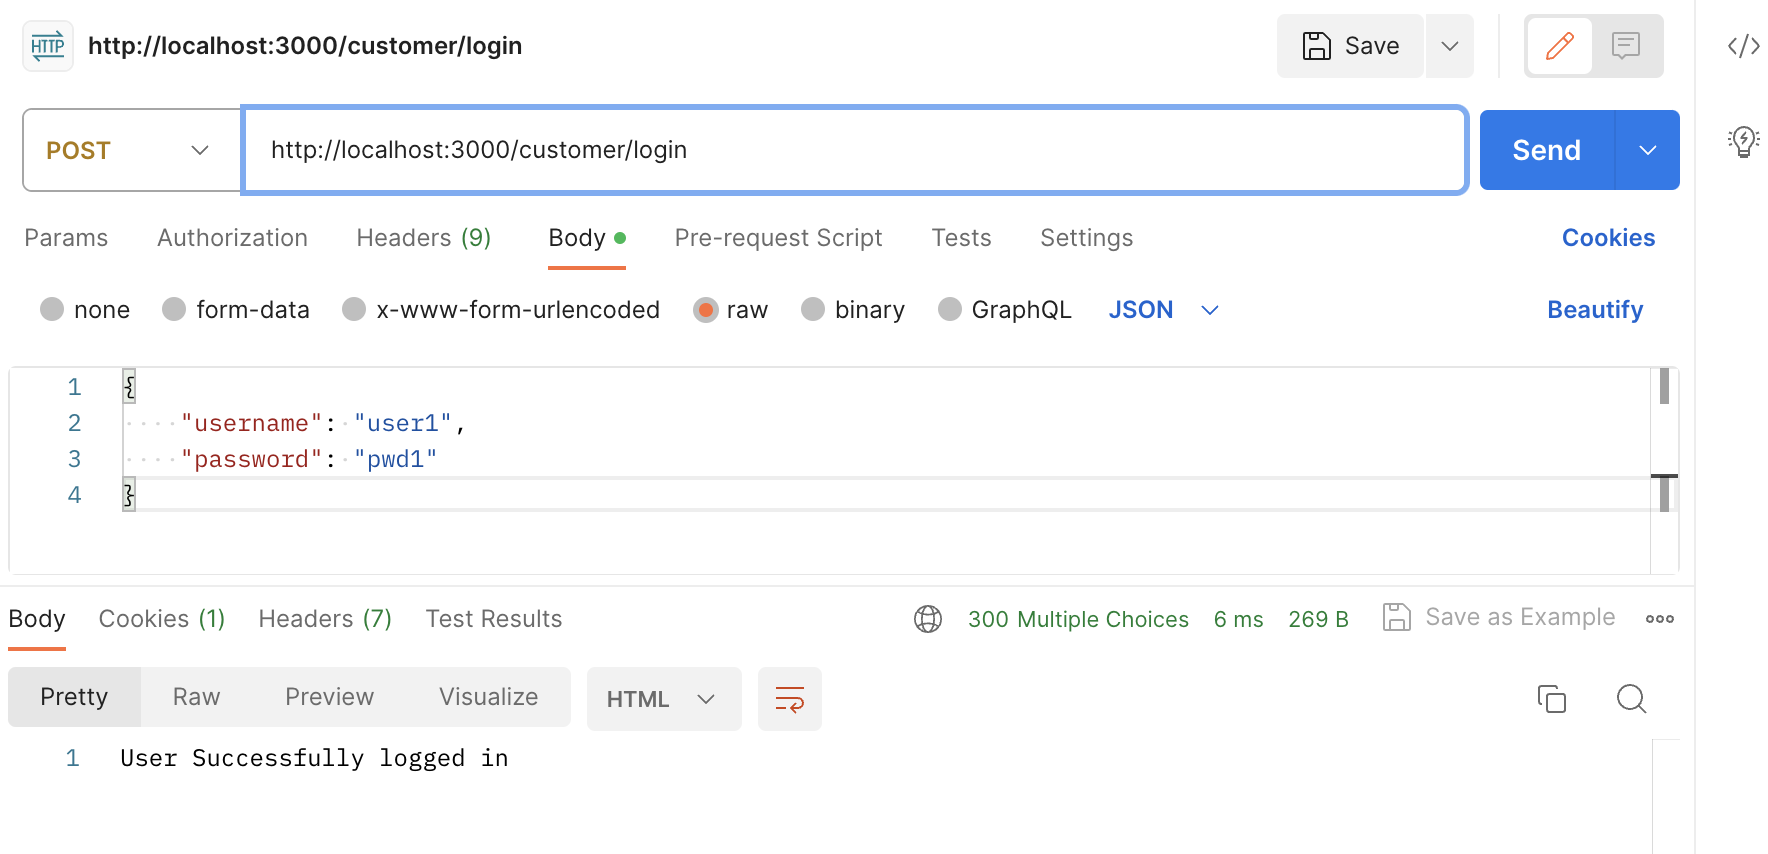 HTTP http://localhost:3000/customer/login Save
POST http://localhost:3000/customer/login Send
Params Authorization Headers (9) Body Pre-request Script Tests Settings Cookies
none form-data x-www-form-urlencoded raw binary GraphQL JSON Beautify
1 {
2 "username": "user1",
3 "password": "pwd1"
4 }
Body Cookies (1) Headers (7) Test Results 300 Multiple Choices 6 ms 269 B Save as Example
Pretty Raw Preview Visualize HTML
1 User Successfully logged in